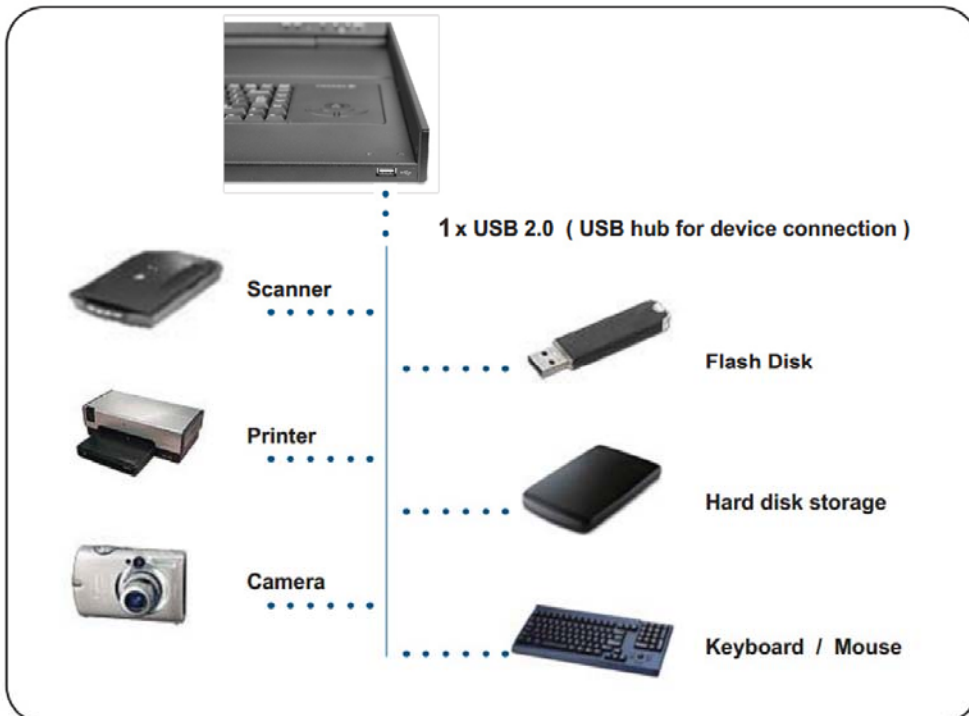 1 x USB 2.0 ( USB hub for device connection )
Scanner
Flash Disk
Printer
Hard disk storage
Camera
Keyboard / Mouse